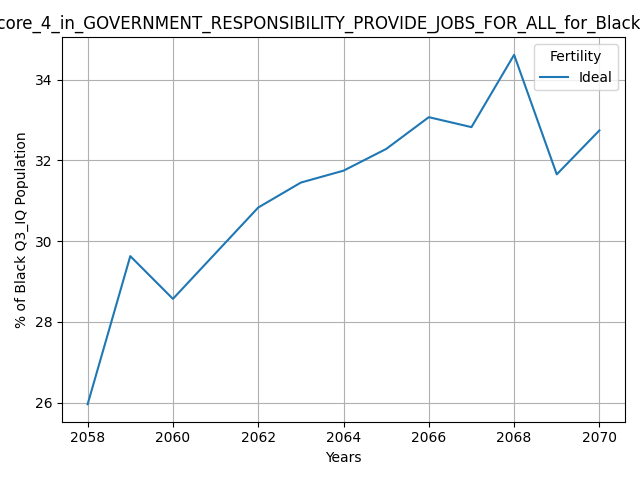 core_4_in_GOVERNMENT_RESPONSIBILITY_PROVIDE_JOBS_FOR_ALL_for_Black
Fertility
Ideal
% of Black Q3_IQ Population
34
32
30
28
26
2058 2060 2062 2064 2066 2068 2070
Years